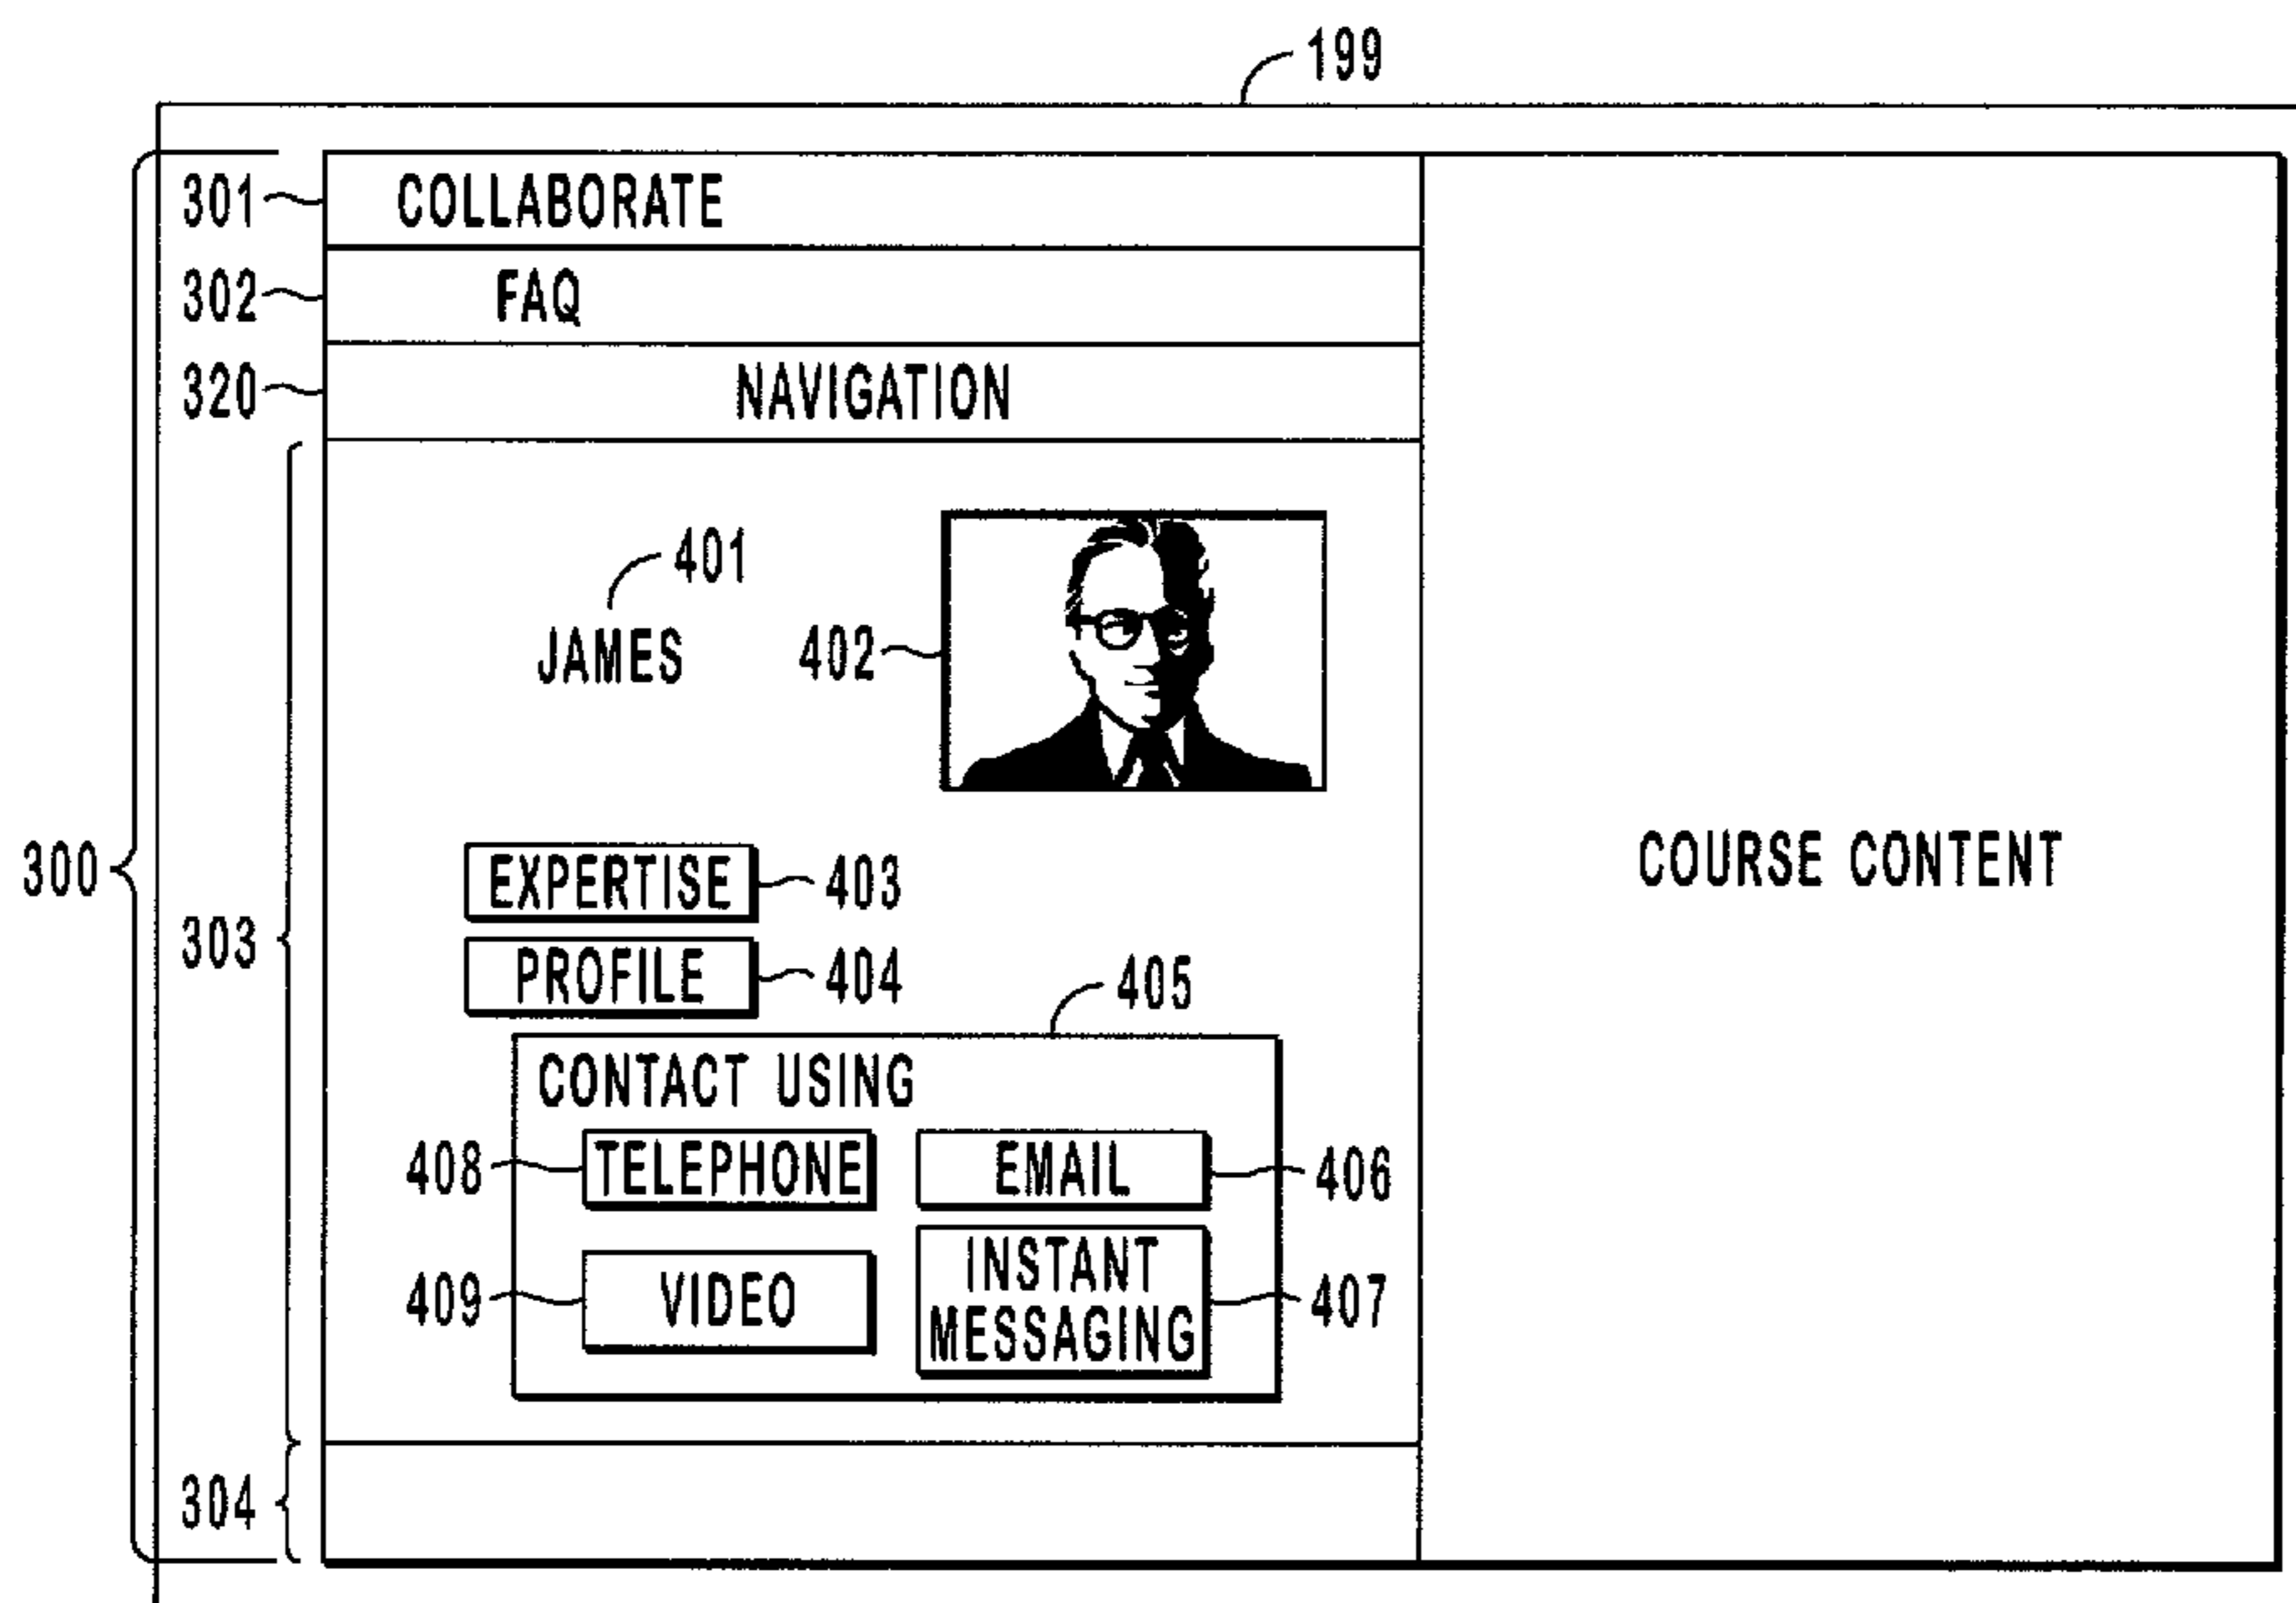 199
301 COLLABORATE
302 FAQ
320 NAVIGATION
401
JAMES
402
300
303
EXPERTISE 403
PROFILE 404
405
CONTACT USING
408 TELEPHONE
EMAIL 406
409 VIDEO
INSTANT
MESSAGING 407
304
COURSE CONTENT